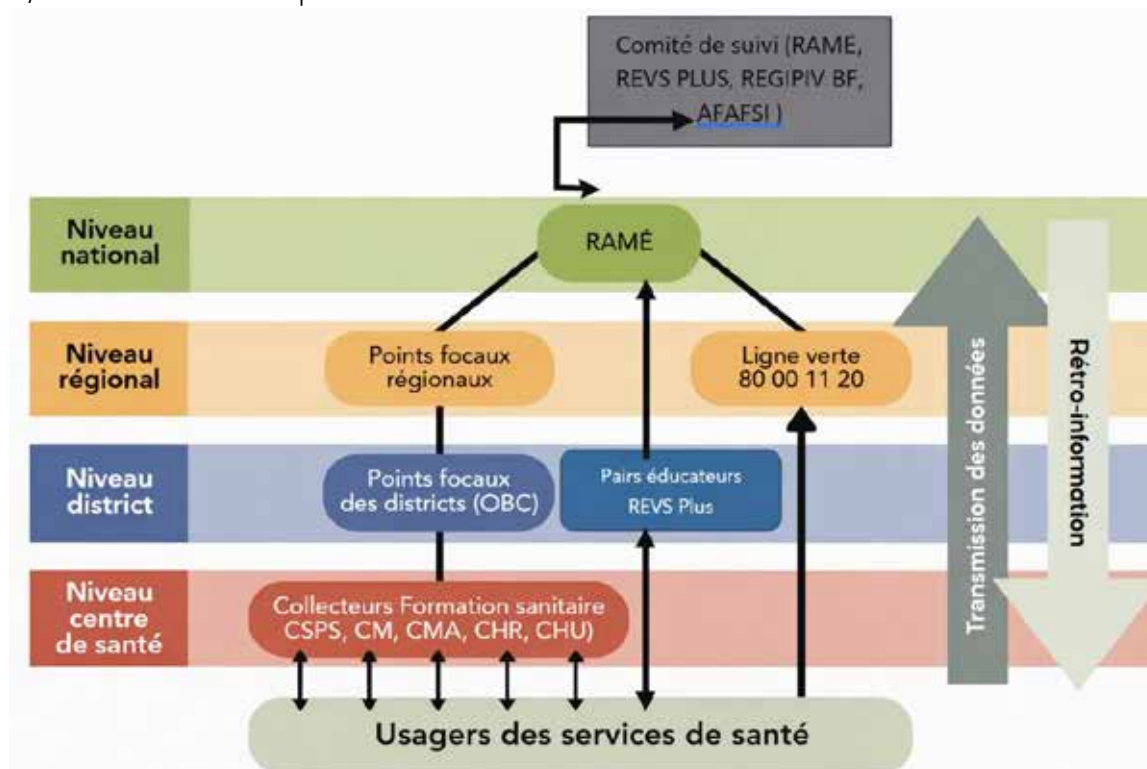 Comité de suivi (RAME,
REVS PLUS, REGIPIV BF,
AFAFSI )
Niveau
national
RAMÉ
Niveau
régional
Points focaux
régionaux
Ligne verte
80 00 11 20
Niveau
district
Points focaux
des districts (OBC)
Pairs éducateurs
REVS Plus
Niveau
centre
de santé
Collecteurs Formation sanitaire
CSPS, CM, CMA, CHR, CHU)
Usagers des services de santé
Transmission des données
Rétro-information